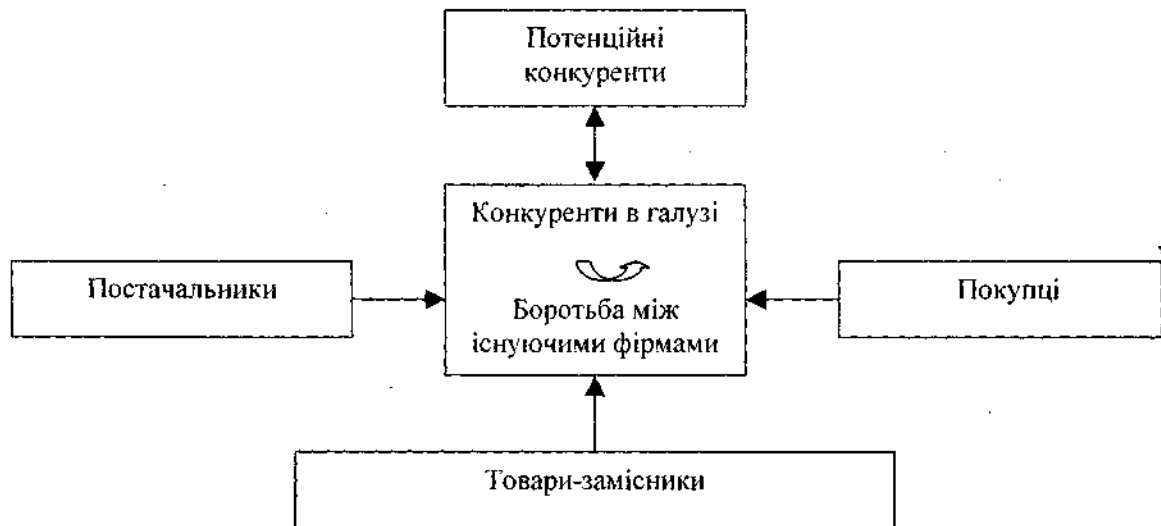 Потенційні
конкуренти
Конкуренти в галузі
Постачальники
Боротьба між
існуючими фірмами
Покупці
Товари-замісники